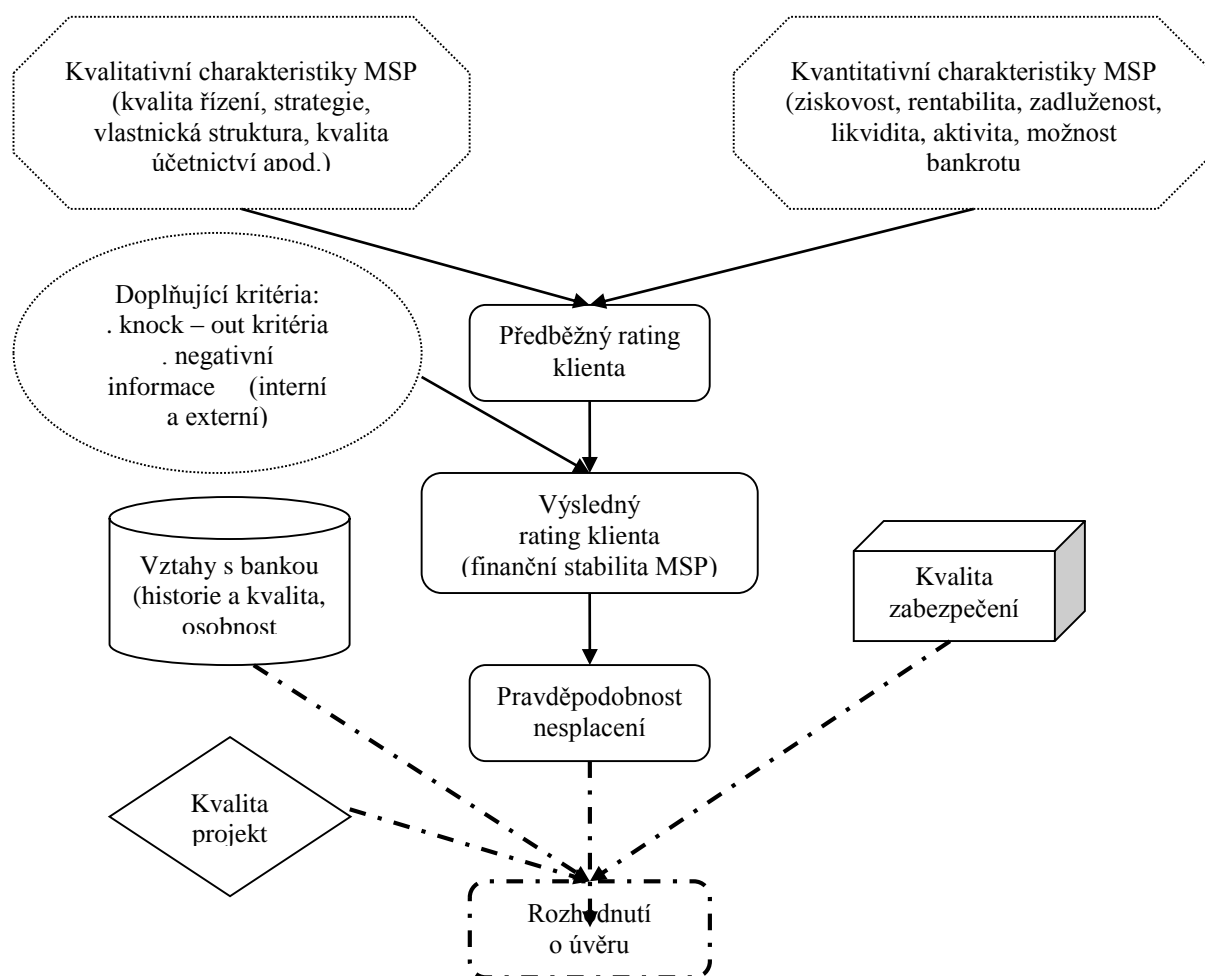 Kvalitativní charakteristiky MSP
(kvalita řízení, strategie,
vlastnická struktura, kvalita
účetnictví apod.)
Kvantitativní charakteristiky MSP
(ziskovost, rentabilita, zadluženost,
likvidita, aktivita, možnost
bankrotu
Doplňující kritéria:
. knock – out kritéria
. negativní
informace (interní
a externí)
Předběžný rating
klienta
Výsledný
rating klienta
(finanční stabilita MSP)
Vztahy s bankou
(historie a kvalita,
osobnost
Kvalita
zabezpečení
Pravděpodobnost
nesplacení
Kvalita
projekt
Rozhodnutí
o úvěru